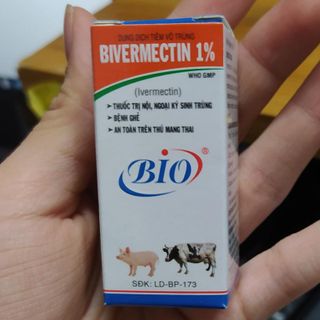 DUNG DỊCH TIÊM VÔ TRÙNG
BIVERMECTIN 1%
WHO GMP
(Ivermectin)
➤ THUỐC TRỊ NỘI, NGOẠI KÝ SINH TRÙNG
➤ BỆNH GHẺ
➤ AN TOÀN TRÊN THÚ MANG THAI
BIO®
SĐK: LD-BP-173